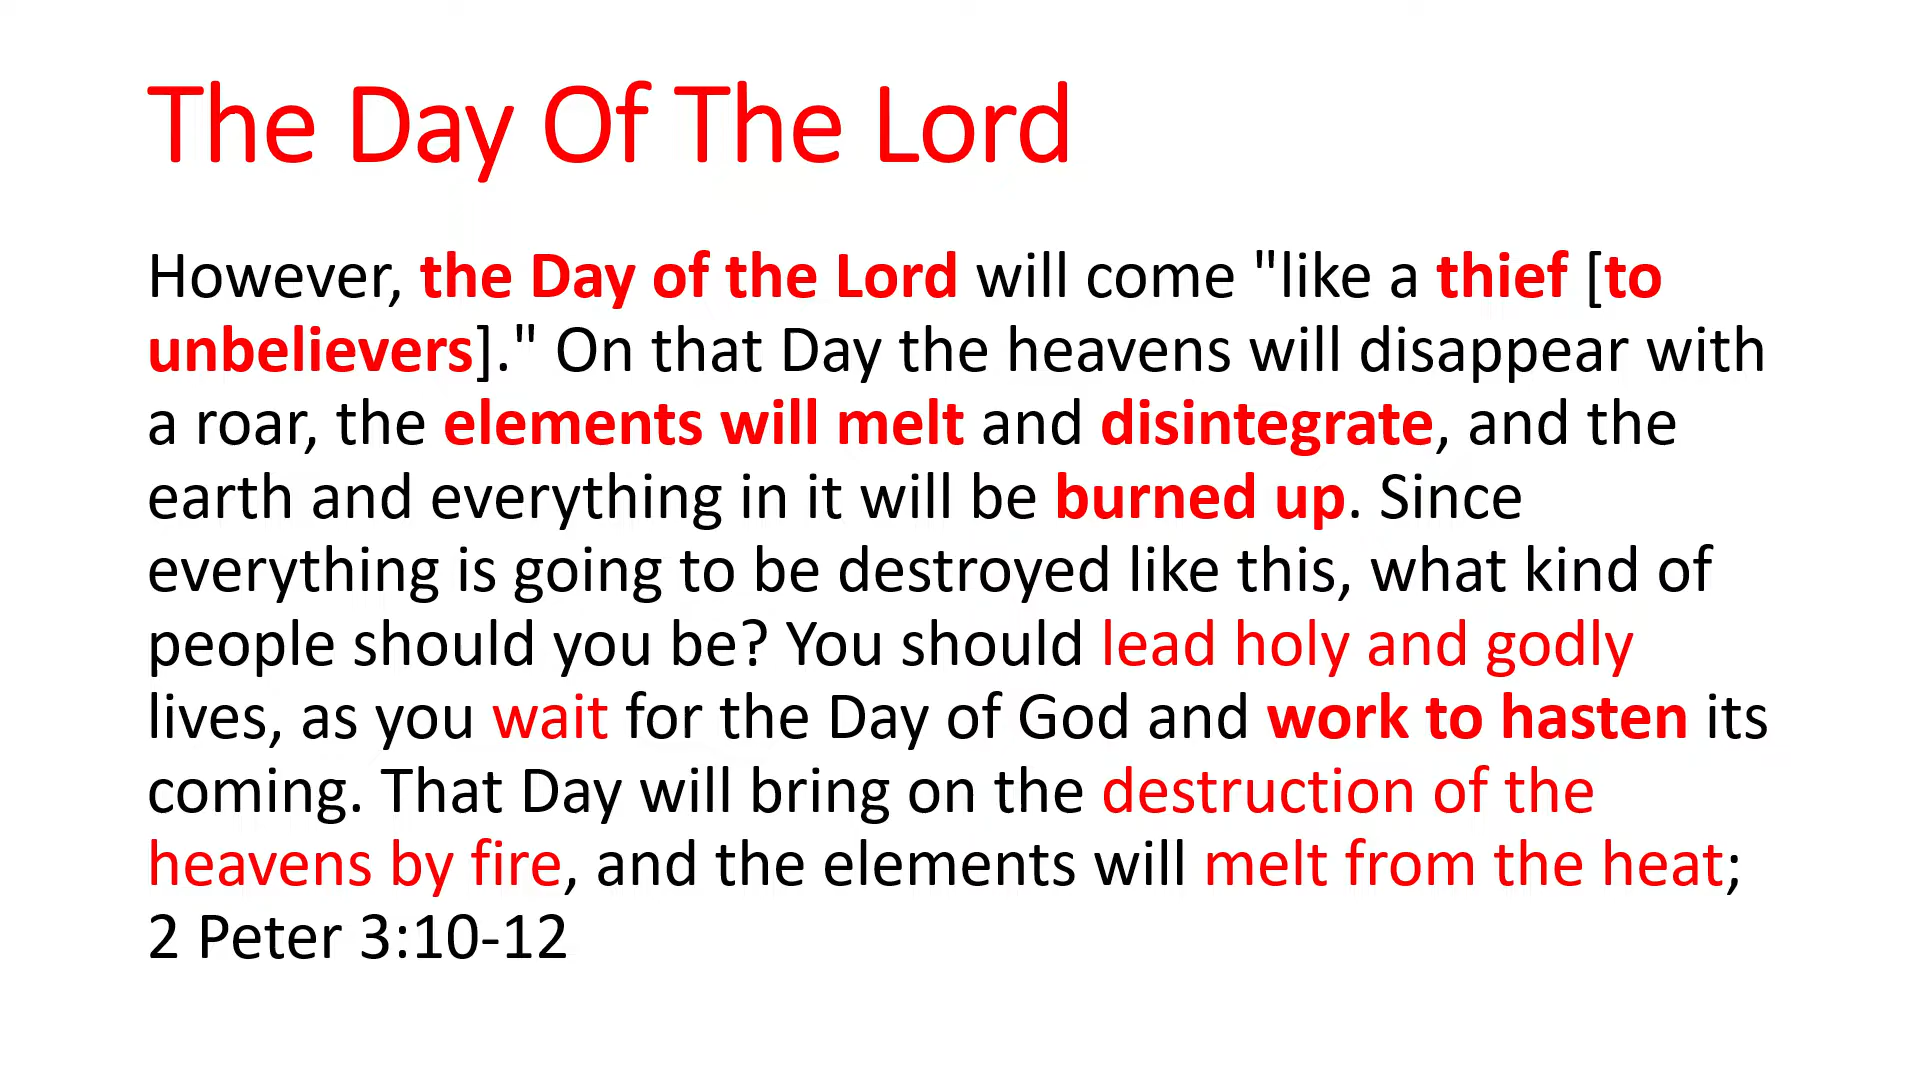 The Day Of The Lord
However, the Day of the Lord will come "like a thief [to
unbelievers]." On that Day the heavens will disappear with
a roar, the elements will melt and disintegrate, and the
earth and everything in it will be burned up. Since
everything is going to be destroyed like this, what kind of
people should you be? You should lead holy and godly
lives, as you wait for the Day of God and work to hasten its
coming. That Day will bring on the destruction of the
heavens by fire, and the elements will melt from the heat;
2 Peter 3:10-12